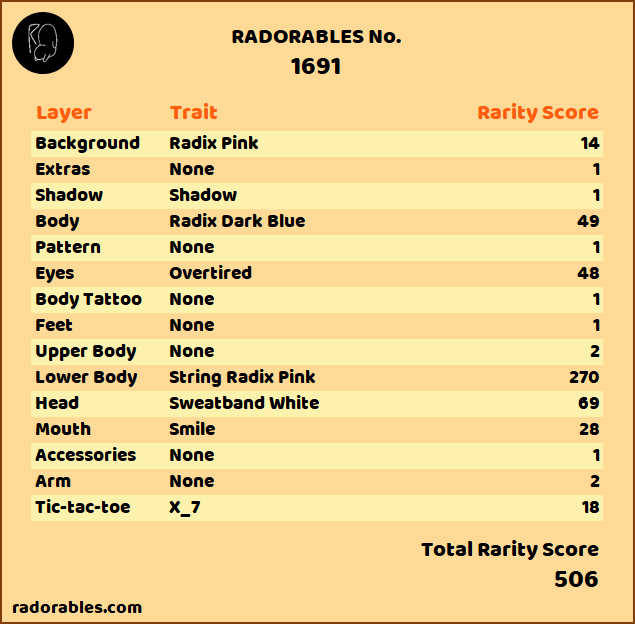 RADORABLES No.
1691
Layer Trait Rarity Score
Background Radix Pink 14
Extras None 1
Shadow Shadow 1
Body Radix Dark Blue 49
Pattern None 1
Eyes Overtired 48
Body Tattoo None 1
Feet None 1
Upper Body None 2
Lower Body String Radix Pink 270
Head Sweatband White 69
Mouth Smile 28
Accessories None 1
Arm None 2
Tic-tac-toe X_7 18
Total Rarity Score
506
radorables.com